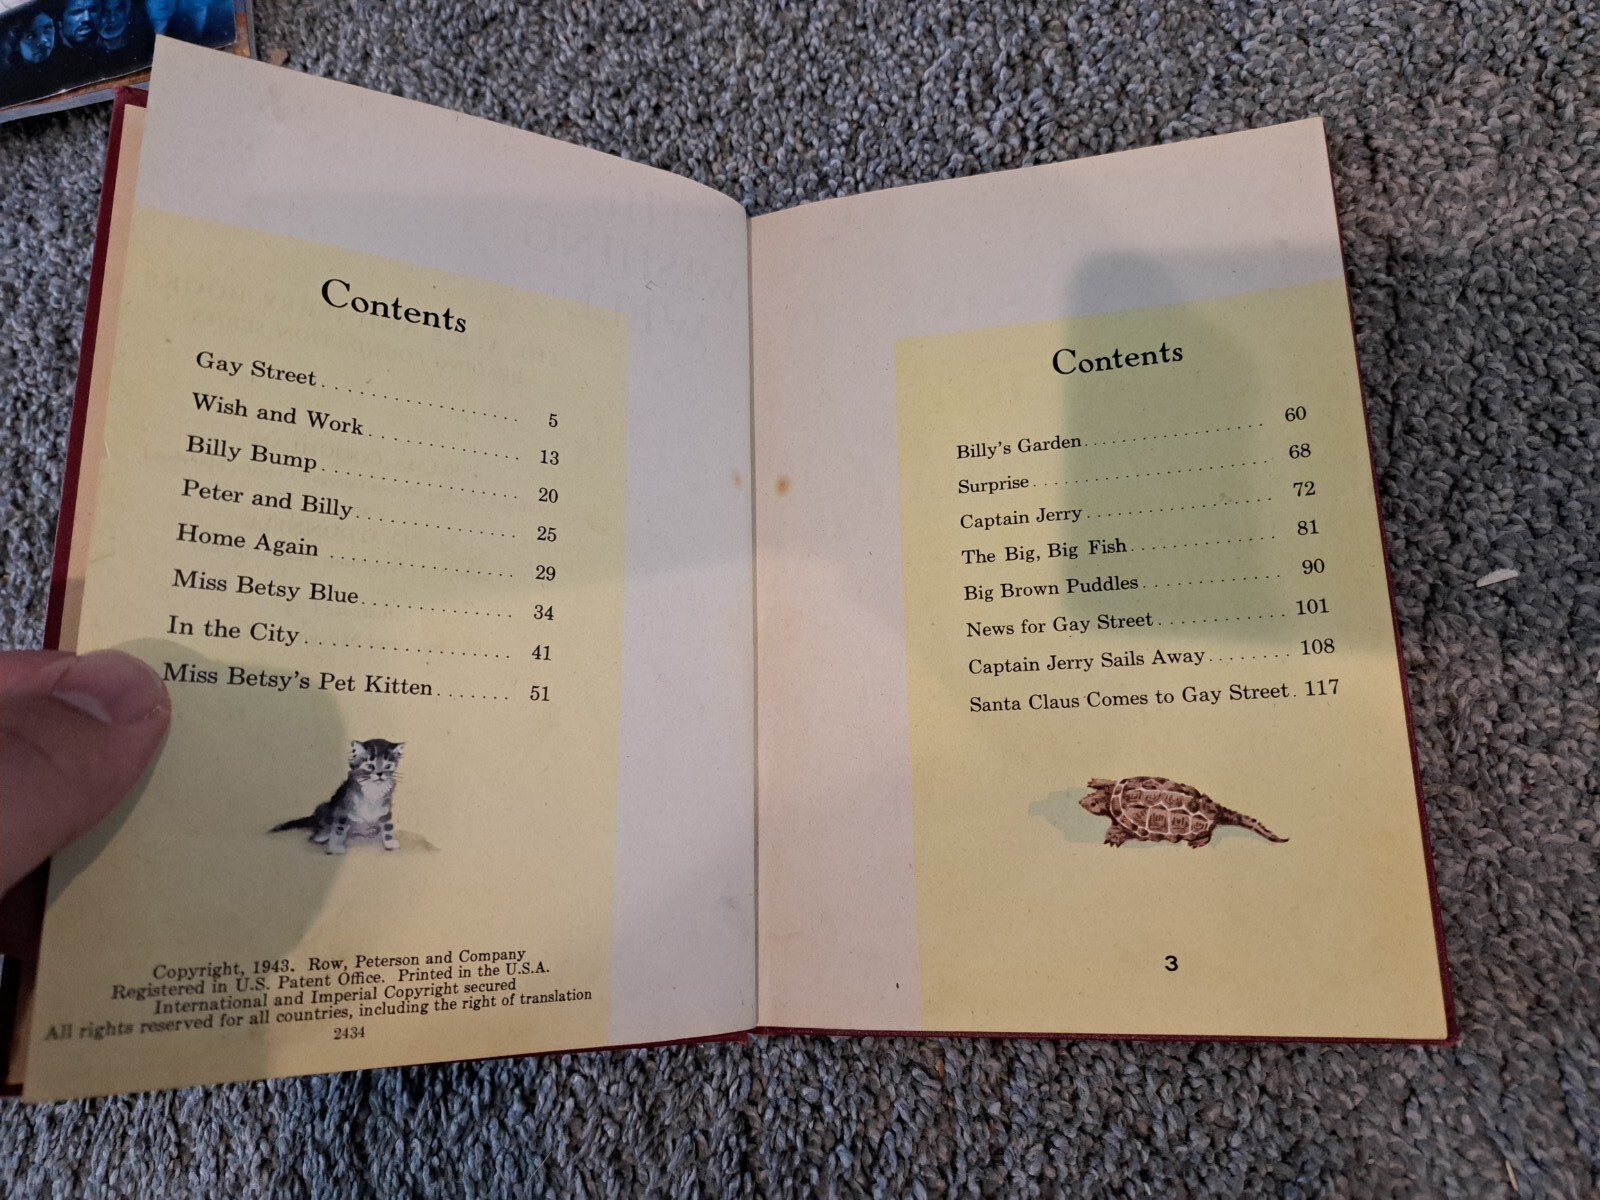 Contents
Gay Street . . . . . . . . . . . . . . . 5
Wish and Work . . . . . . . . . . . . 13
Billy Bump . . . . . . . . . . . . . . . 20
Peter and Billy . . . . . . . . . . . . . 25
Home Again . . . . . . . . . . . . . . 29
Miss Betsy Blue . . . . . . . . . . . . 34
In the City . . . . . . . . . . . . . . . . 41
Miss Betsy's Pet Kitten . . . . . . . 51
Copyright, 1943. Row, Peterson and Company
Registered in U.S. Patent Office. Printed in the U.S.A.
International and Imperial Copyright secured
All rights reserved for all countries, including the right of translation
2434
Contents
Billy's Garden . . . . . . . . . . . . . . . . . 60
Surprise . . . . . . . . . . . . . . . . . . . . . 68
Captain Jerry . . . . . . . . . . . . . . . . . 72
The Big, Big Fish . . . . . . . . . . . . . . 81
Big Brown Puddles . . . . . . . . . . . . . 90
News for Gay Street . . . . . . . . . . . . 101
Captain Jerry Sails Away . . . . . . . . 108
Santa Claus Comes to Gay Street . 117
3